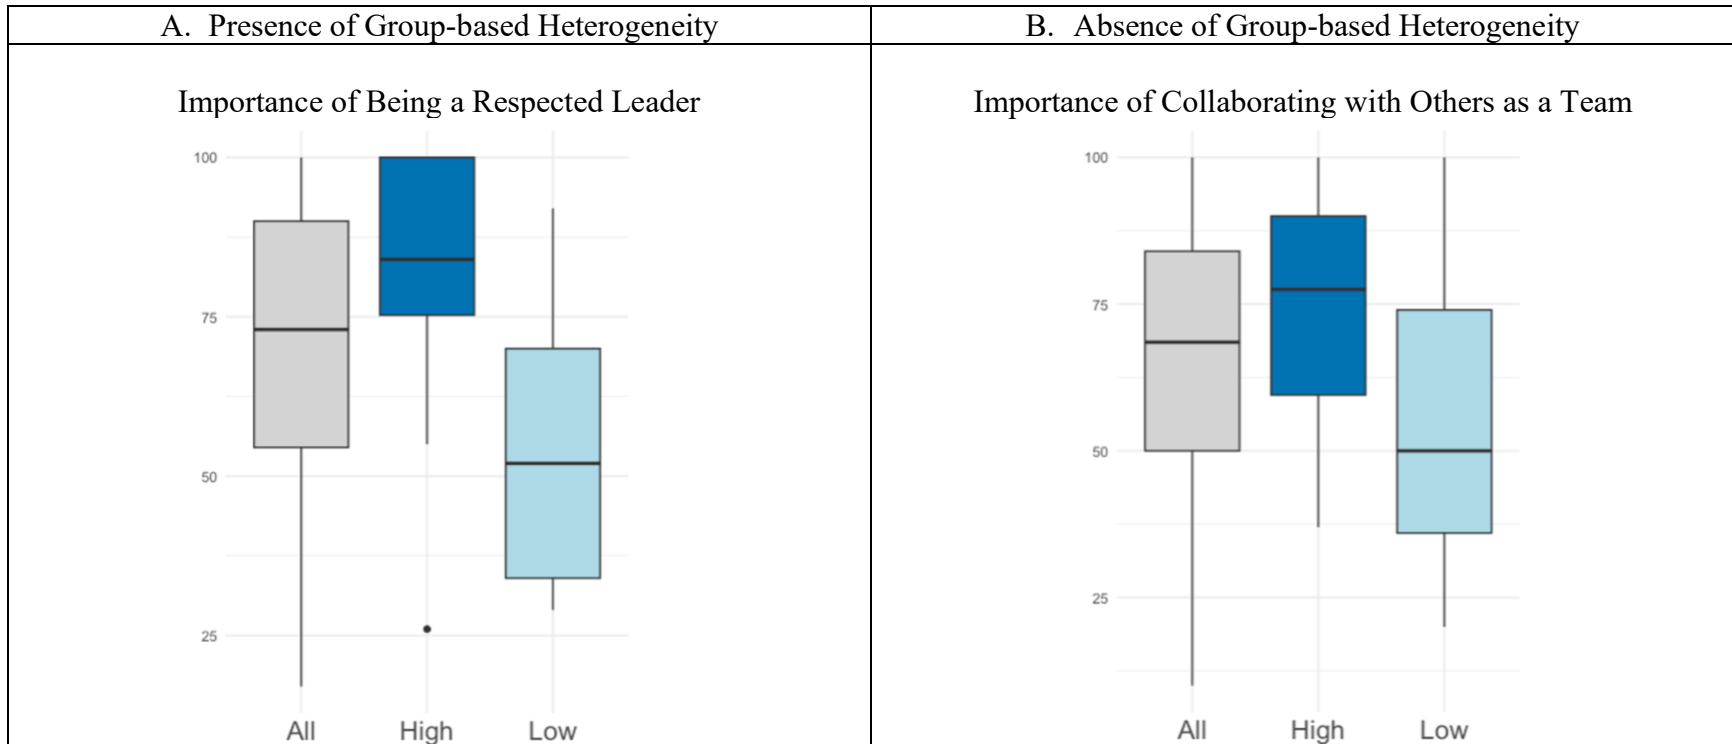 A. Presence of Group-based Heterogeneity
B. Absence of Group-based Heterogeneity
Importance of Being a Respected Leader
100
75
50
25
All High Low
Importance of Collaborating with Others as a Team
100
75
50
25
All High Low